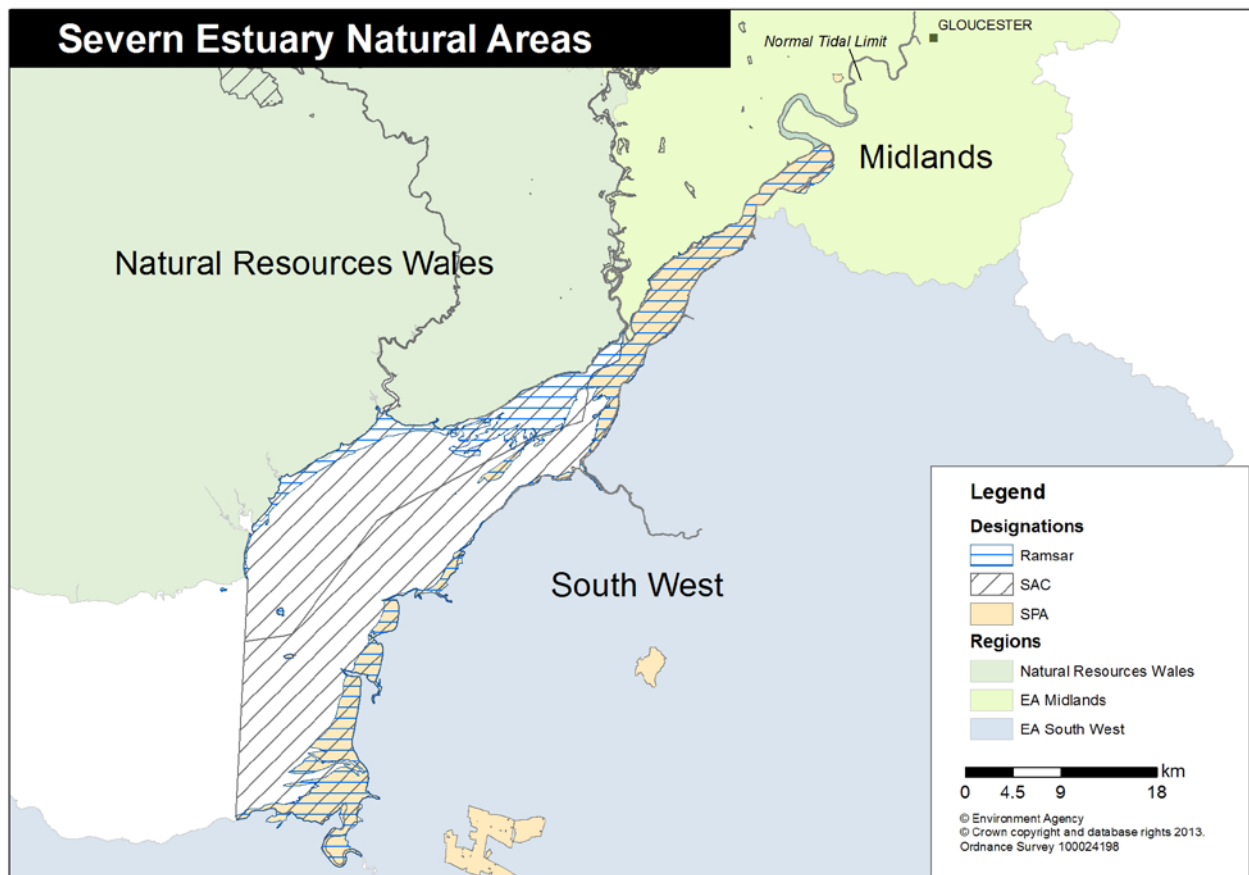 Severn Estuary Natural Areas
GLOUCESTER
Normal Tidal Limit
Midlands
Natural Resources Wales
South West
Legend
Designations
Ramsar
SAC
SPA
Regions
Natural Resources Wales
EA Midlands
EA South West
km
0 4.5 9 18
© Environment Agency
© Crown copyright and database rights 2013.
Ordnance Survey 100024198